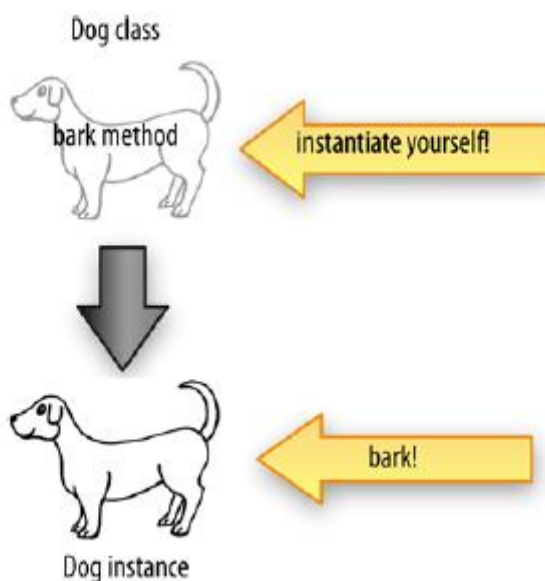 Dog class
bark method
instantiate yourself!
bark!
Dog instance